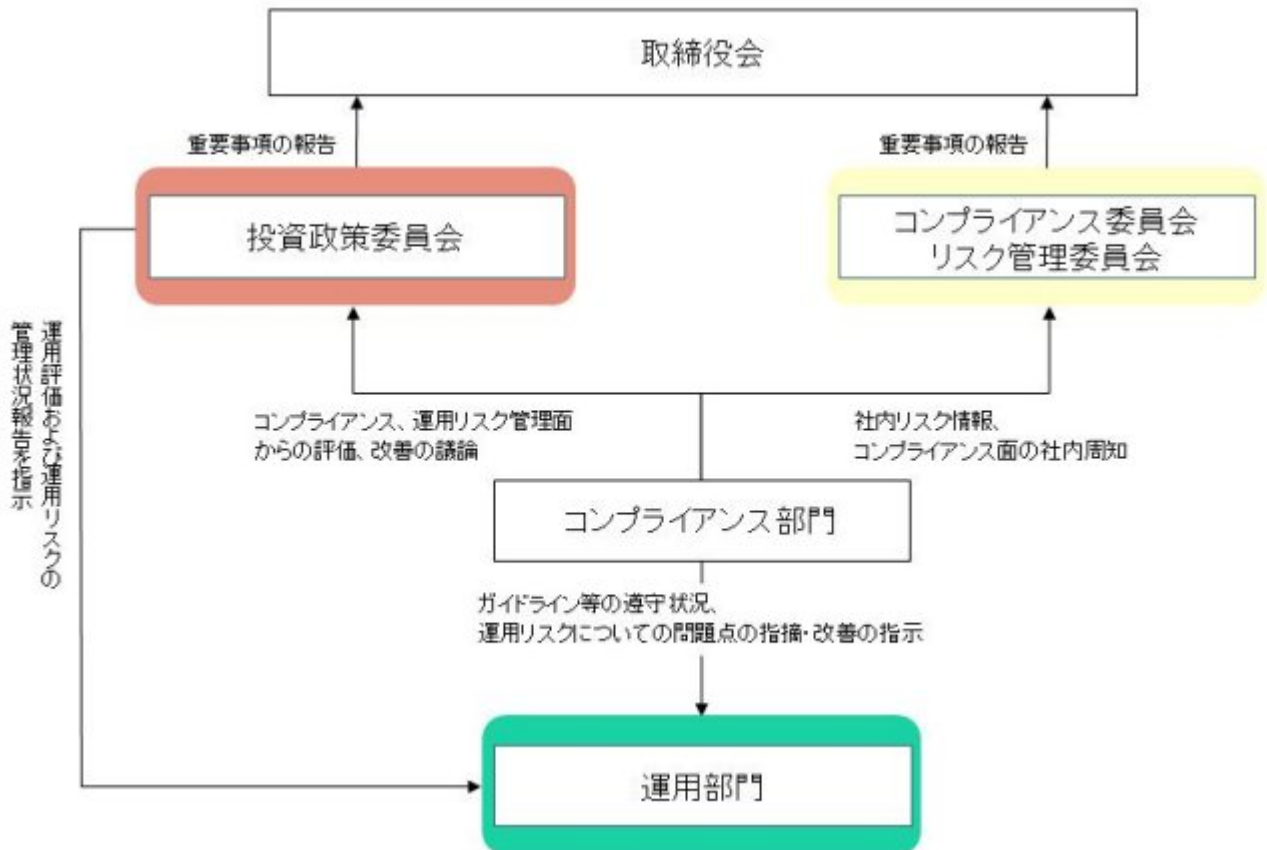 取締役会
重要事項の報告
重要事項の報告
投資政策委員会
コンプライアンス委員会
リスク管理委員会
運用評価および運用リスクの
管理状況報告を指示
コンプライアンス、運用リスク管理面
からの評価、改善の議論
社内リスク情報、
コンプライアンス面の社内周知
コンプライアンス部門
ガイドライン等の遵守状況、
運用リスクについての問題点の指摘・改善の指示
運用部門